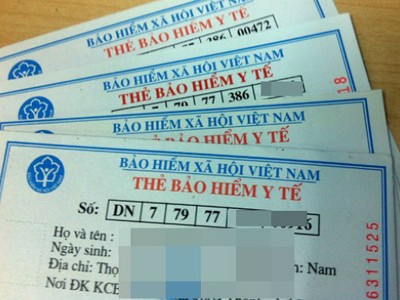 BẢO HIỂM XÃ HỘI VIỆT NAM
386 00472
THẺ BẢO HIỂM Y TẾ
BẢO HIỂM XÃ HỘI VIỆT NAM
THẺ BẢO HIỂM Y TẾ
7 79 77 386
18
BẢO HIỂM XÃ HỘI VIỆT NAM
THẺ BẢO HIỂM Y TẾ
BẢO HIỂM XÃ HỘI VIỆT NAM
THẺ BẢO HIỂM Y TẾ
Số: DN 7 79 77
Họ và tên :
Ngày sinh:
Địa chỉ: Thọ : Nam
Nơi ĐK KCB
6311525